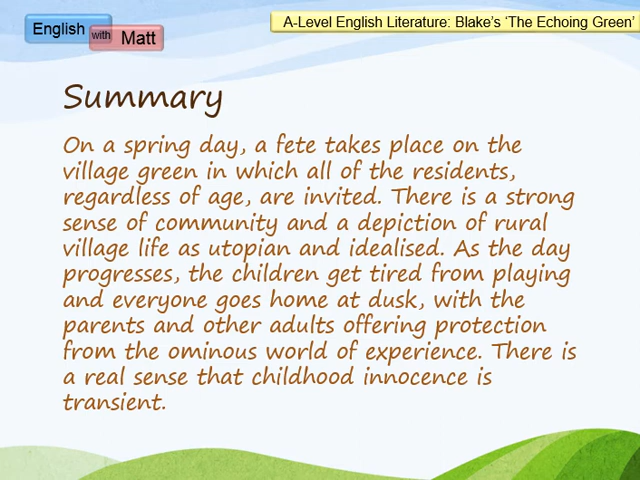 English with Matt
A-Level English Literature: Blake's 'The Echoing Green'
Summary
On a spring day, a fete takes place on the
village green in which all of the residents,
regardless of age, are invited. There is a strong
sense of community and a depiction of rural
village life as utopian and idealised. As the day
progresses, the children get tired from playing
and everyone goes home at dusk, with the
parents and other adults offering protection
from the ominous world of experience. There is
a real sense that childhood innocence is
transient.